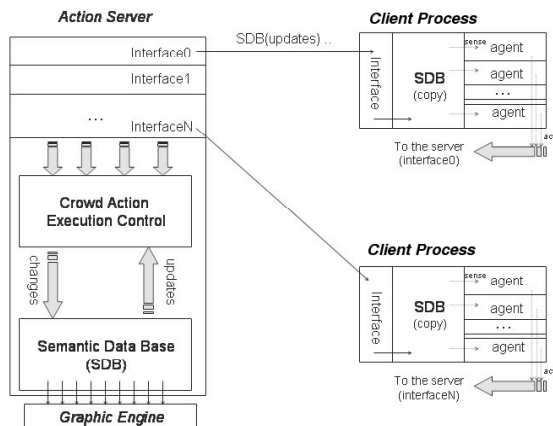 Action Server
Interface0
Interface1
...
InterfaceN
Crowd Action
Execution Control
changes
updates
Semantic Data Base
(SDB)
Graphic Engine
SDB(updates) ..
Client Process
Interface
SDB
(copy)
sense
agent
agent
...
agent
ac
To the server
(interface0)
Client Process
Interface
SDB
(copy)
sense
agent
agent
...
agent
ac
To the server
(interfaceN)